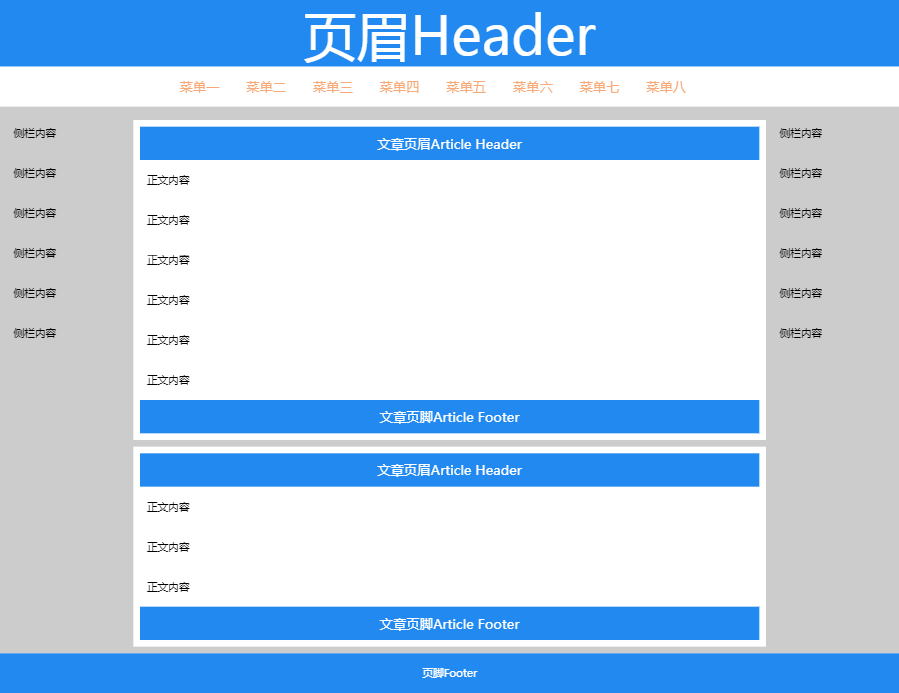 页眉Header
菜单一 菜单二 菜单三 菜单四 菜单五 菜单六 菜单七 菜单八
侧栏内容
侧栏内容
侧栏内容
侧栏内容
侧栏内容
侧栏内容
文章页眉Article Header
正文内容
正文内容
正文内容
正文内容
正文内容
正文内容
文章页脚Article Footer
文章页眉Article Header
正文内容
正文内容
正文内容
文章页脚Article Footer
侧栏内容
侧栏内容
侧栏内容
侧栏内容
侧栏内容
侧栏内容
页脚Footer